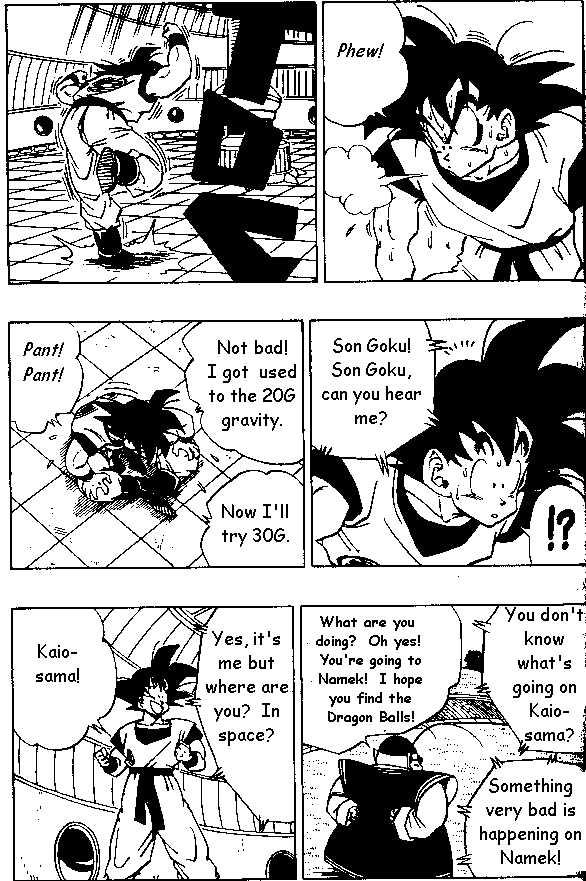 Phew!
Pant!
Pant!
Not bad!
I got used
to the 20G
gravity.
Now I'll
try 30G.
Son Goku!
Son Goku,
can you hear
me?
!?
Kaio-
sama!
Yes, it's
me but
where are
you? In
space?
What are you
doing? Oh yes!
You're going to
Namek! I hope
you find the
Dragon Balls!
You don't
know
what's
going on
Kaio-
sama?
Something
very bad is
happening on
Namek!